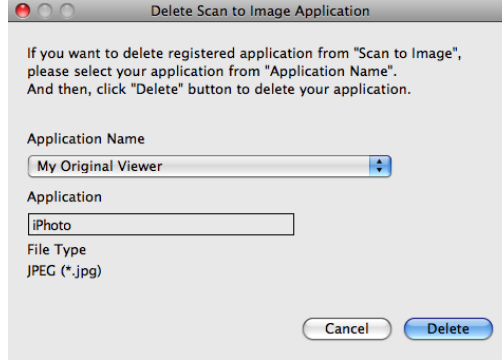 Delete Scan to Image Application
If you want to delete registered application from "Scan to Image",
please select your application from "Application Name".
And then, click "Delete" button to delete your application.
Application Name
My Original Viewer
Application
iPhoto
File Type
JPEG (*.jpg)
Cancel
Delete